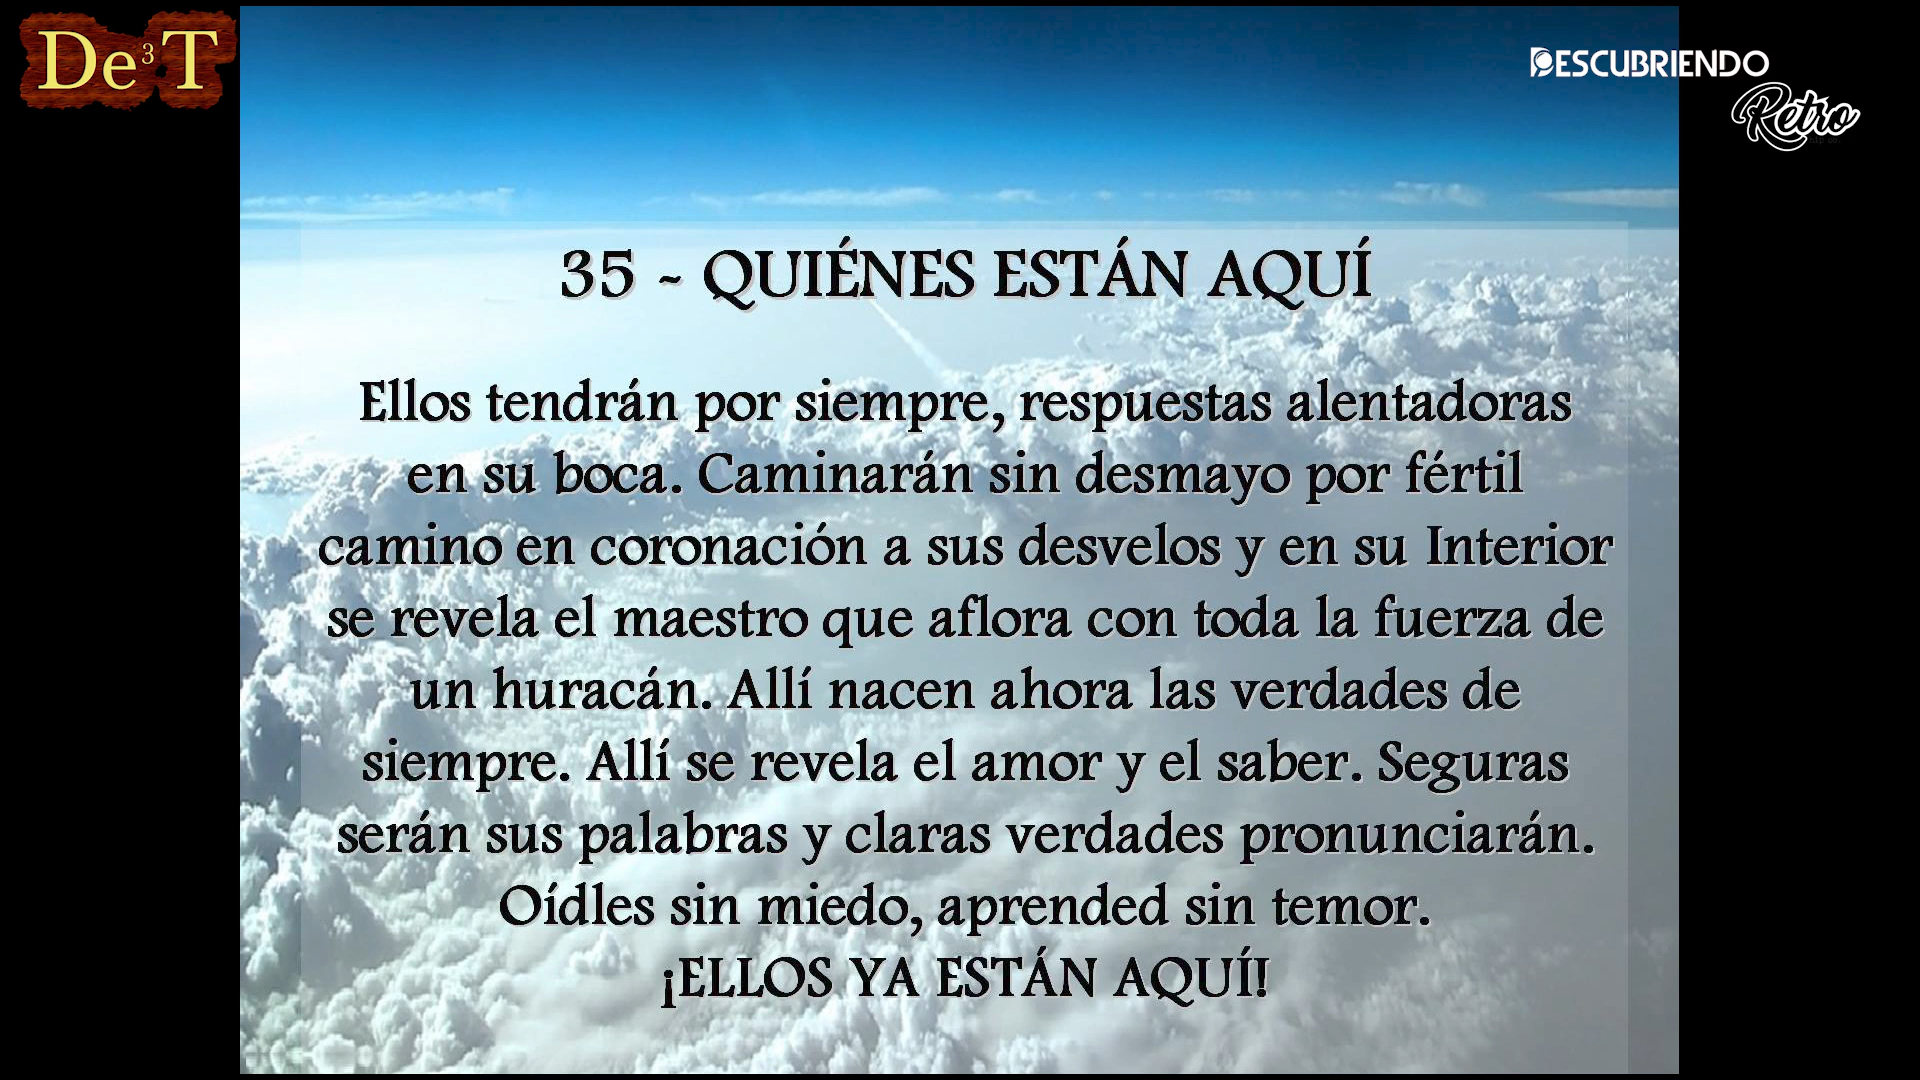 De³T
DESCUBRIENDO
Retro
35 - QUIÉNES ESTÁN AQUÍ
Ellos tendrán por siempre, respuestas alentadoras
en su boca. Caminarán sin desmayo por fértil
camino en coronación a sus desvelos y en su Interior
se revela el maestro que aflora con toda la fuerza de
un huracán. Allí nacen ahora las verdades de
siempre. Allí se revela el amor y el saber. Seguras
serán sus palabras y claras verdades pronunciarán.
Oídles sin miedo, aprended sin temor.
¡ELLOS YA ESTÁN AQUÍ!